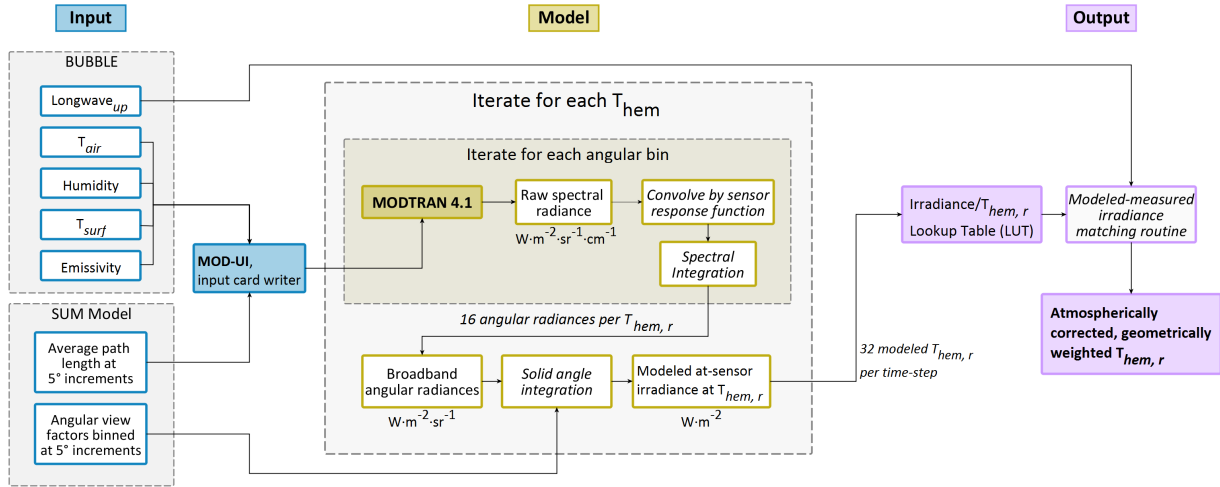 Input
Model
Output
BUBBLE
Longwave_up
T_air
Humidity
T_surf
Emissivity
MOD-UI,
input card writer
SUM Model
Average path
length at
5° increments
Angular view
factors binned
at 5° increments
Iterate for each T_hem
Iterate for each angular bin
MODTRAN 4.1
Raw spectral
radiance
W·m⁻²·sr⁻¹·cm⁻¹
Convolve by sensor
response function
Spectral
Integration
16 angular radiances per T_hem, r
Broadband
angular radiances
W·m⁻²·sr⁻¹
Solid angle
integration
Modeled at-sensor
irradiance at T_hem, r
W·m⁻²
32 modeled T_hem, r
per time-step
Irradiance/T_hem, r
Lookup Table (LUT)
Modeled-measured
irradiance
matching routine
Atmospherically
corrected, geometrically
weighted T_hem, r